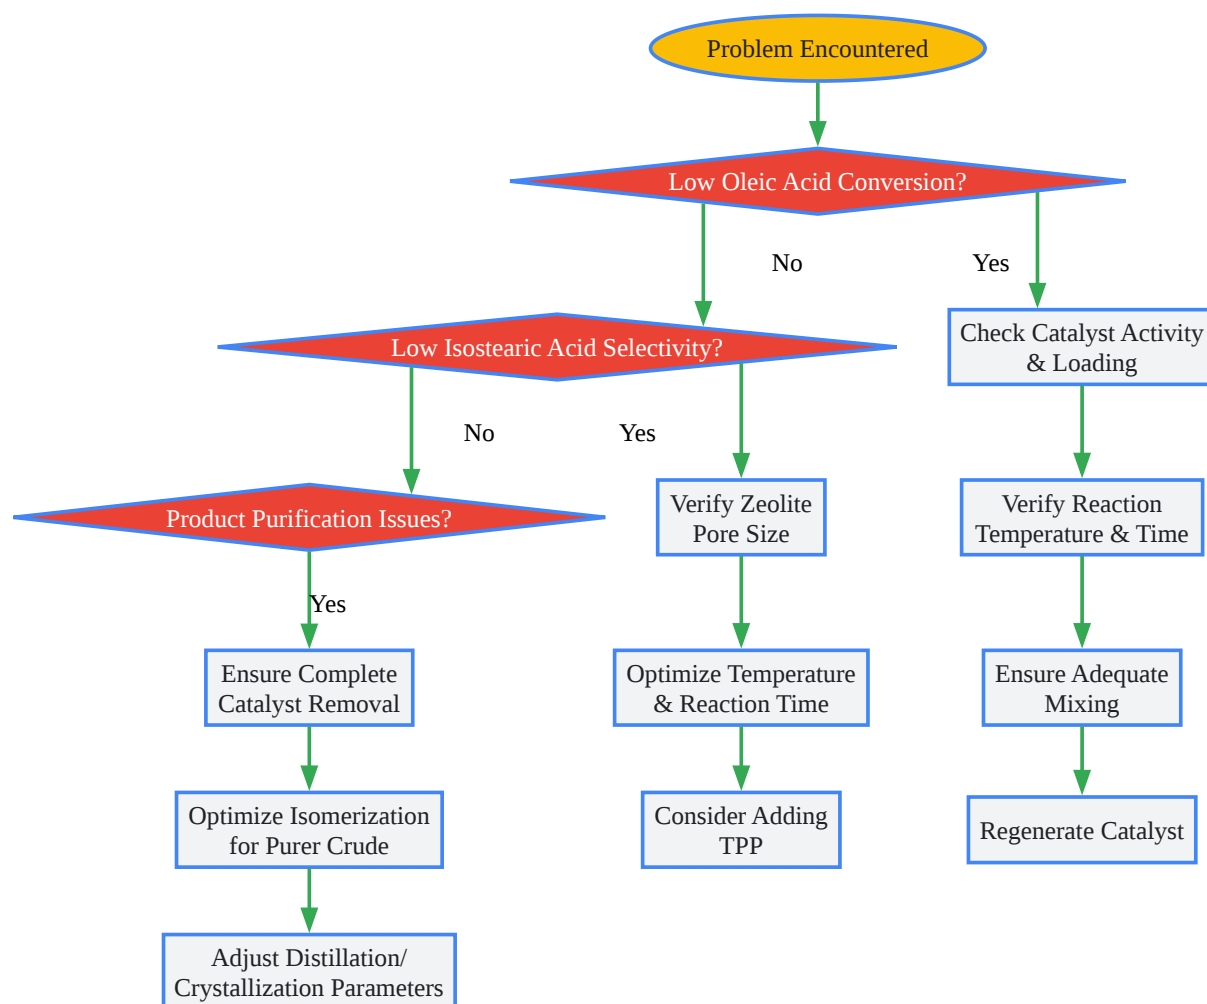 Problem Encountered
Low Oleic Acid Conversion?
No
Yes
Low Isostearic Acid Selectivity?
Check Catalyst Activity
& Loading
No
Yes
Product Purification Issues?
Verify Zeolite
Pore Size
Verify Reaction
Temperature & Time
Yes
Ensure Complete
Catalyst Removal
Optimize Temperature
& Reaction Time
Ensure Adequate
Mixing
Optimize Isomerization
for Purer Crude
Consider Adding
TPP
Regenerate Catalyst
Adjust Distillation/
Crystallization Parameters